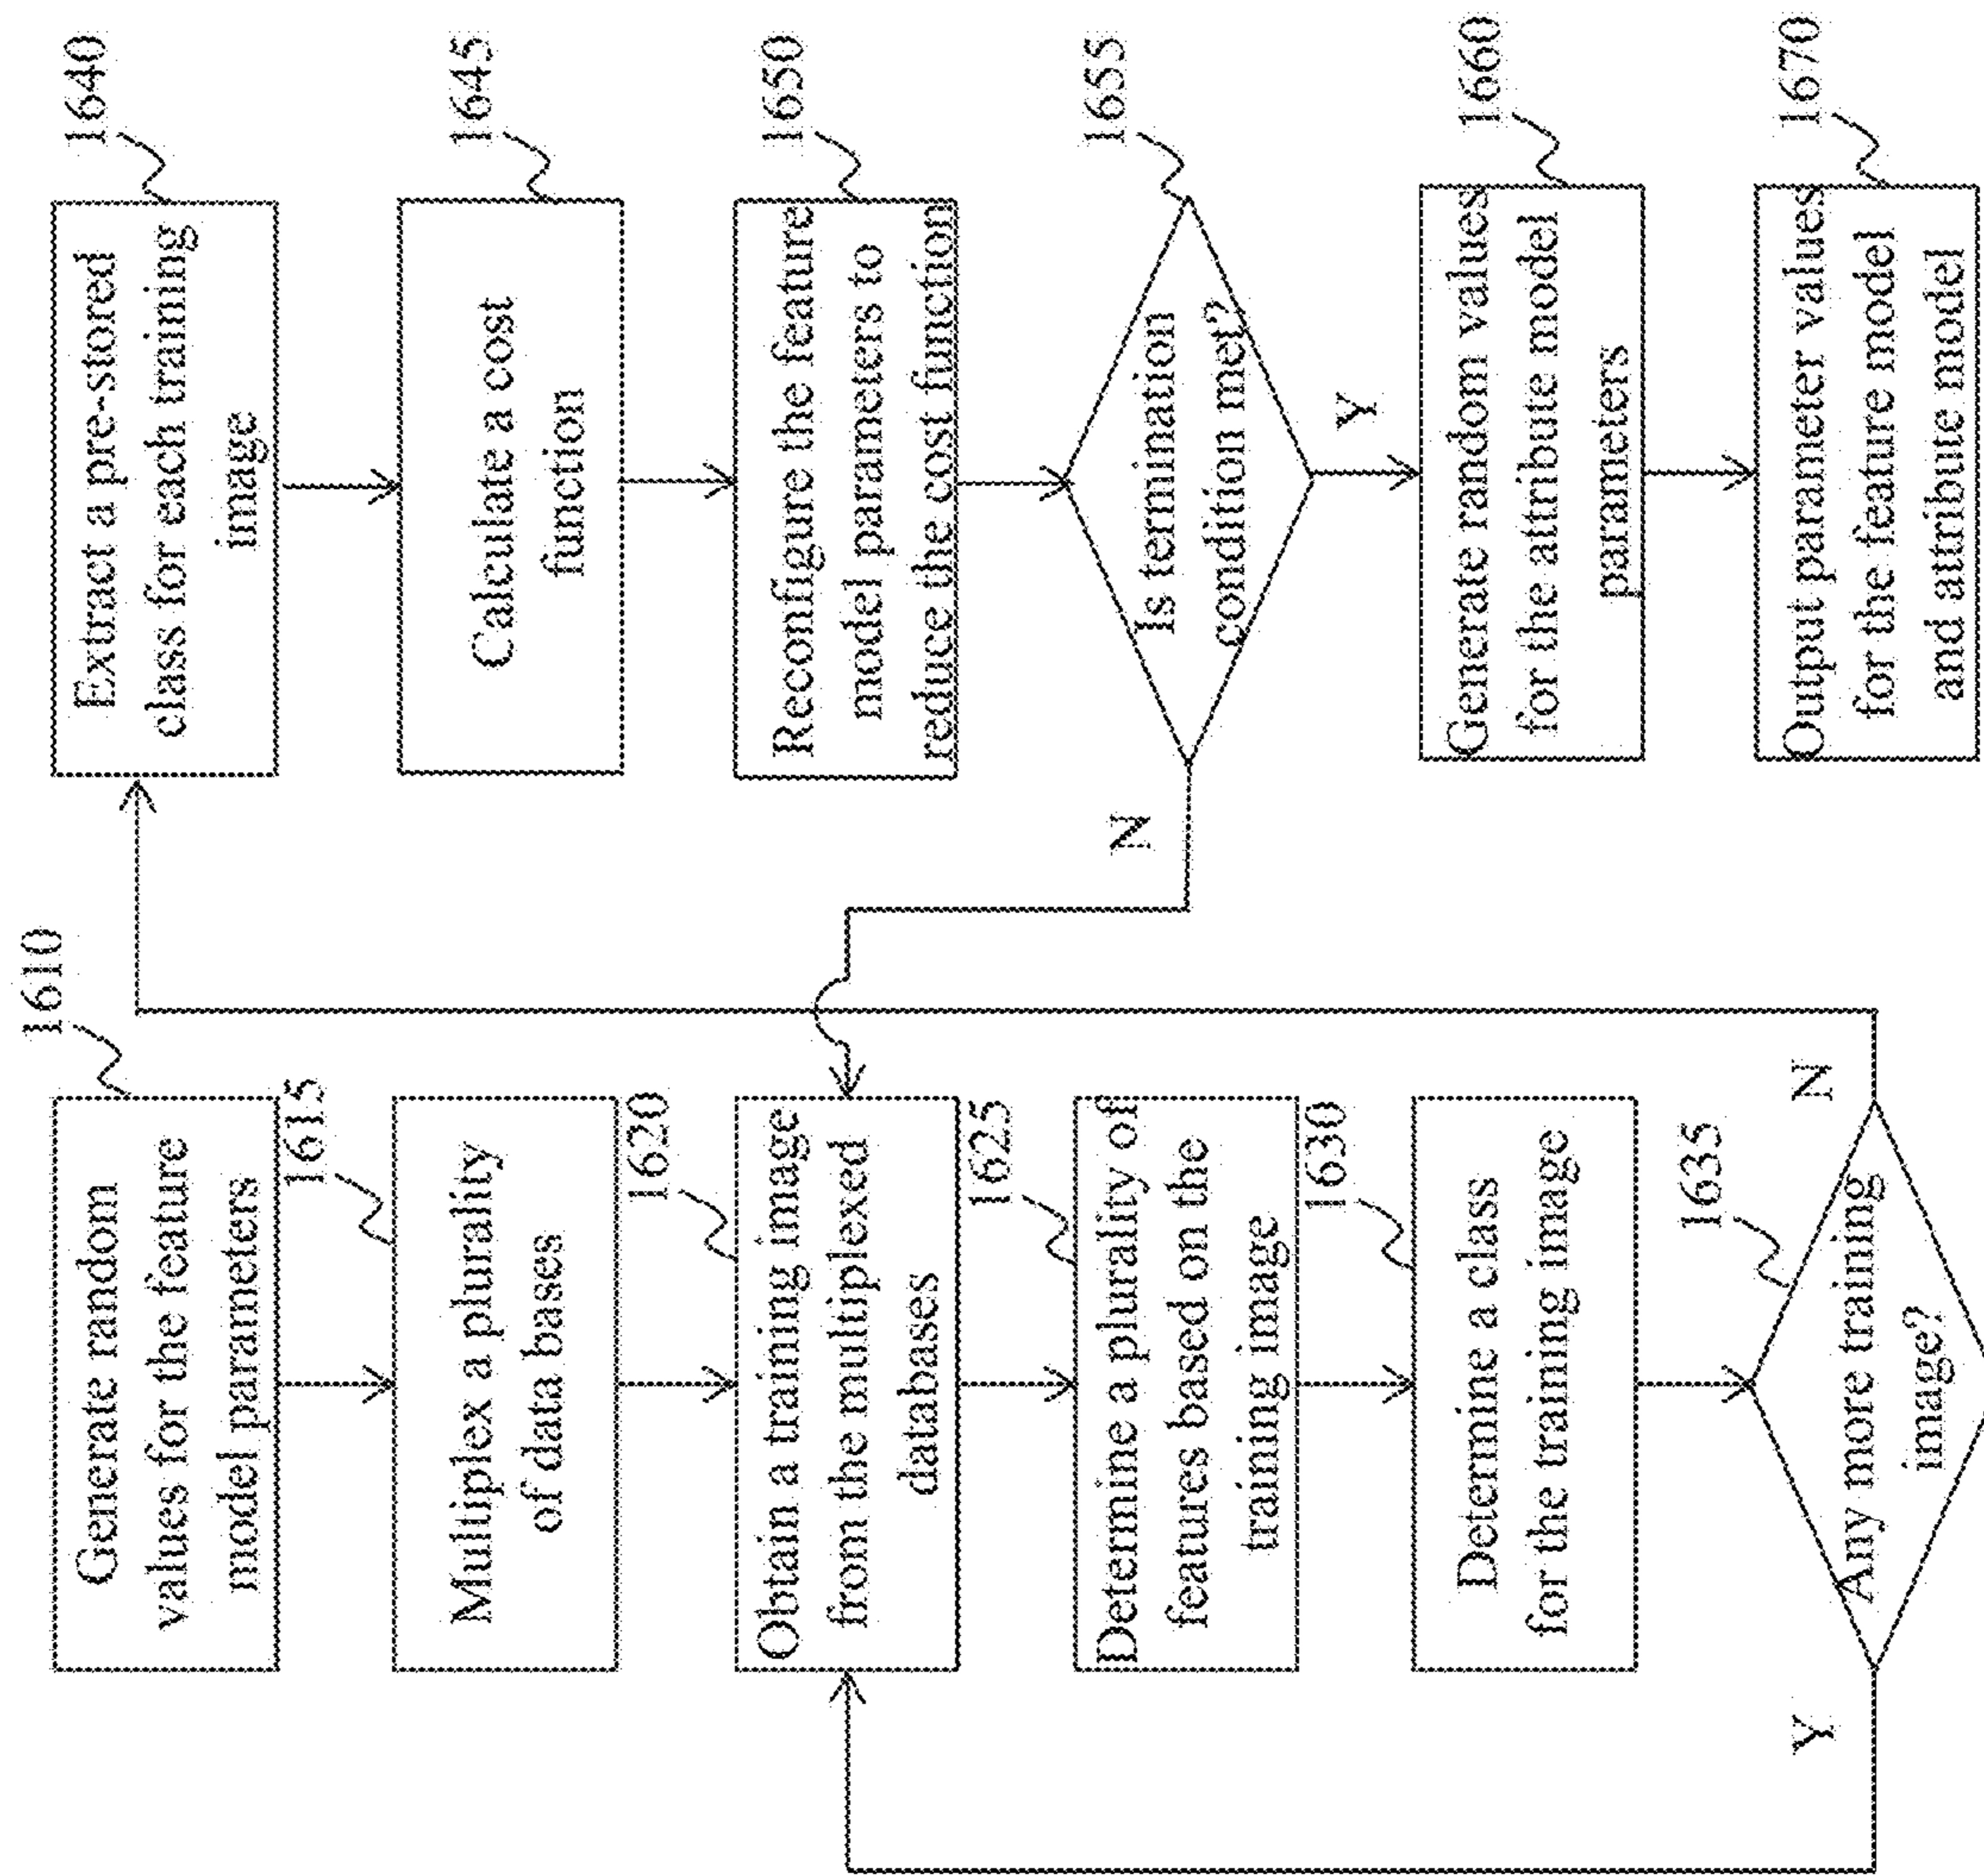 1610
Generate random
values for the feature
model parameters
1615
Multiplex a plurality
of data bases
1620
Obtain a training image
from the multiplexed
databases
1625
Determine a plurality of
features based on the
training image
1630
Determine a class
for the training image
1635
Any more training
image?
Y
N
1640
Extract a pre-stored
class for each training
image
1645
Calculate a cost
function
1650
Reconfigure the feature
model parameters to
reduce the cost function
1655
Is termination
condition met?
N
Y
1660
Generate random values
for the attribute model
parameters
1670
Output parameter values
for the feature model
and attribute model